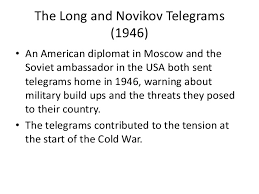 The Long and Novikov Telegrams
(1946)
• An American diplomat in Moscow and the
Soviet ambassador in the USA both sent
telegrams home in 1946, warning about
military build ups and the threats they posed
to their country.
• The telegrams contributed to the tension at
the start of the Cold War.